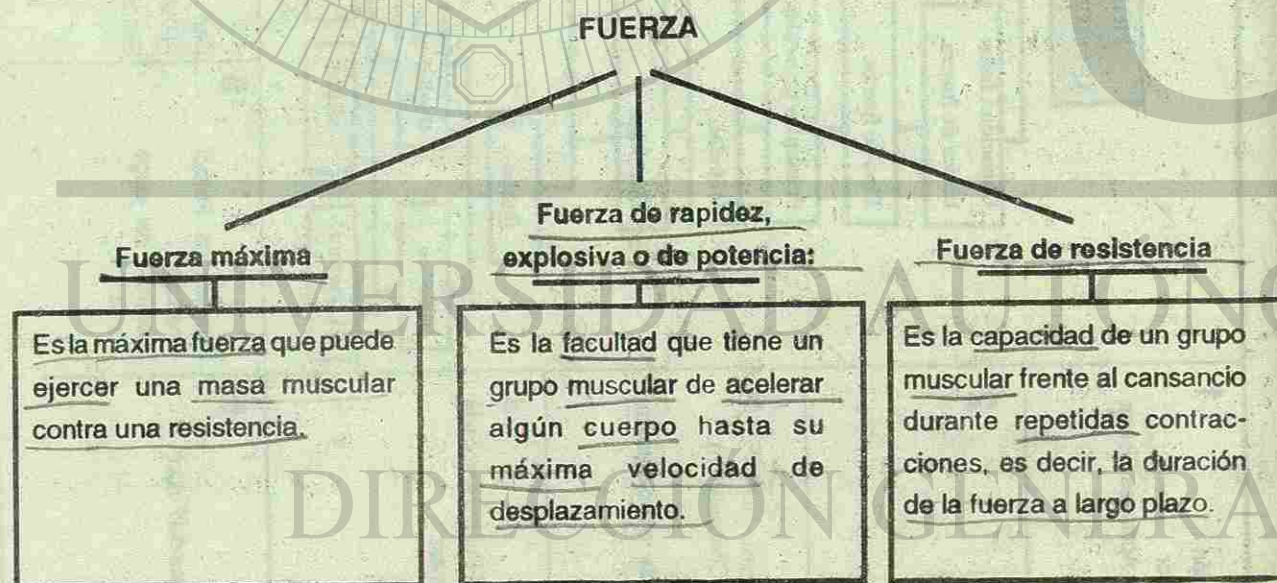 FUERZA
Fuerza máxima
Es la máxima fuerza que puede
ejercer una masa muscular
contra una resistencia.
Fuerza de rapidez,
explosiva o de potencia:
Es la facultad que tiene un
grupo muscular de acelerar
algún cuerpo hasta su
máxima velocidad de
desplazamiento.
Fuerza de resistencia
Es la capacidad de un grupo
muscular frente al cansancio
durante repetidas contrac-
ciones, es decir, la duración
de la fuerza a largo plazo.
UNIVERSIDAD AUTÓNO
DIRECCIÓN GENERA